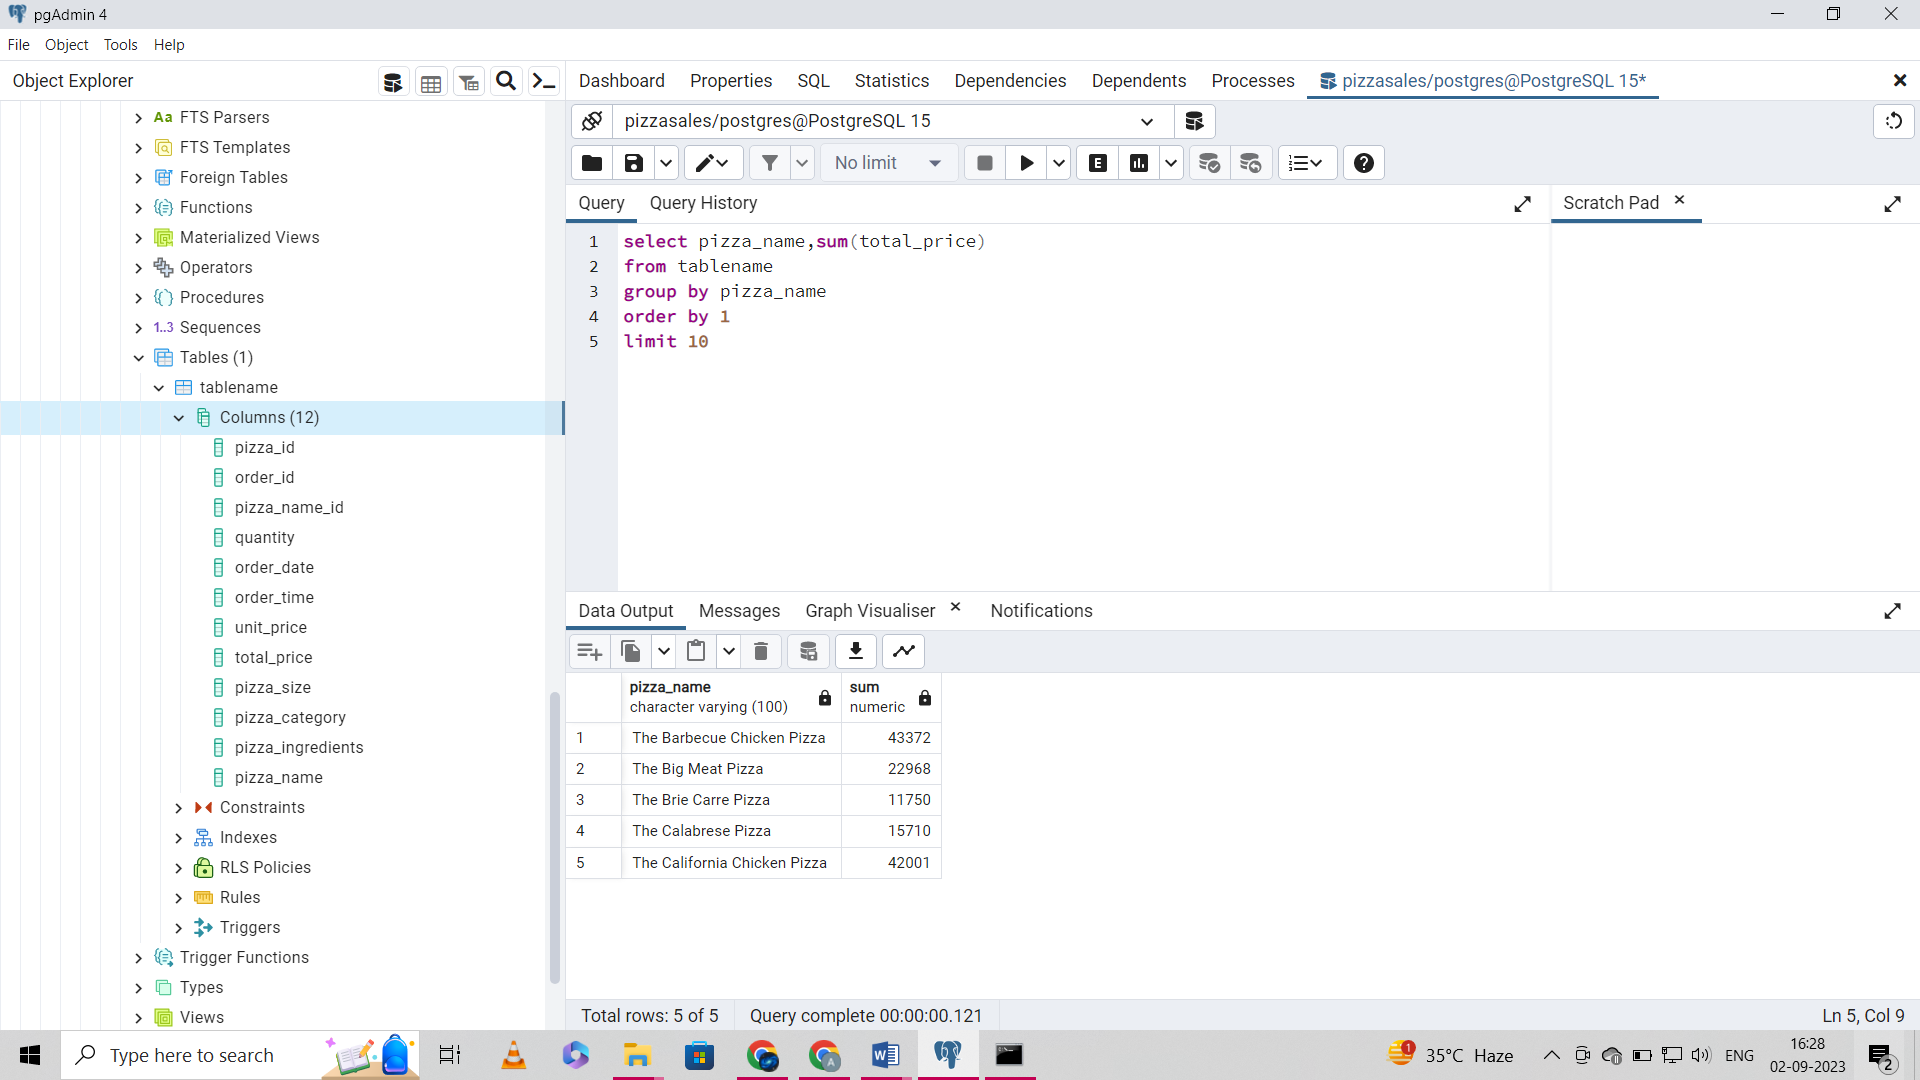 pgAdmin 4
File Object Tools Help
Object Explorer
Dashboard Properties SQL Statistics Dependencies Dependents Processes pizzasales/postgres@PostgreSQL 15*
pizzasales/postgres@PostgreSQL 15
No limit
E
Query Query History
Scratch Pad
1 select pizza_name,sum(total_price)
2 from tablename
3 group by pizza_name
4 order by 1
5 limit 10
Aa FTS Parsers
FTS Templates
Foreign Tables
Functions
Materialized Views
Operators
Procedures
1..3 Sequences
Tables (1)
tablename
Columns (12)
pizza_id
order_id
pizza_name_id
quantity
order_date
order_time
unit_price
total_price
pizza_size
pizza_category
pizza_ingredients
pizza_name
Constraints
Indexes
RLS Policies
Rules
Triggers
Trigger Functions
Types
Views
Data Output Messages Graph Visualiser Notifications
pizza_name sum
character varying (100) numeric
1 The Barbecue Chicken Pizza 43372
2 The Big Meat Pizza 22968
3 The Brie Carre Pizza 11750
4 The Calabrese Pizza 15710
5 The California Chicken Pizza 42001
Total rows: 5 of 5 Query complete 00:00:00.121 Ln 5, Col 9
Type here to search
A
1
35°C Haze
ENG
16:28
02-09-2023
2